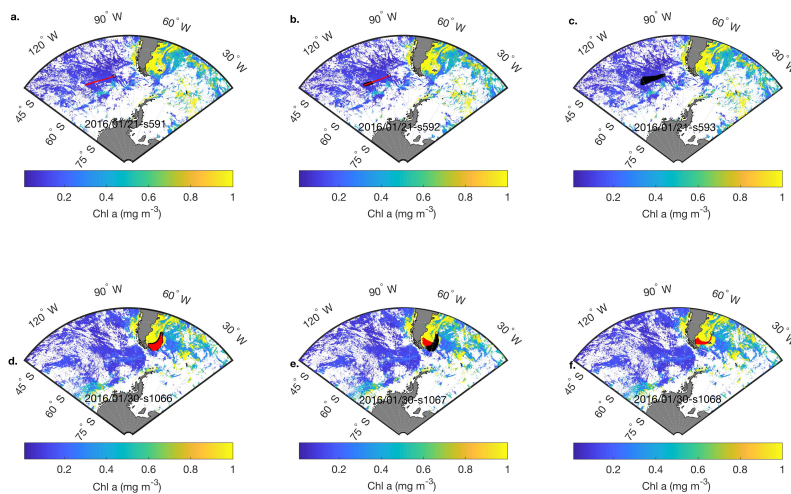 a.
120° W
90° W
60° W
30° W
45° S
60° S
75° S
2016/01/21-s591
0.2 0.4 0.6 0.8 1
Chl a (mg m-3)
b.
120° W
90° W
60° W
30° W
45° S
60° S
75° S
2016/01/21-s592
0.2 0.4 0.6 0.8 1
Chl a (mg m-3)
c.
120° W
90° W
60° W
30° W
45° S
60° S
75° S
2016/01/21-s593
0.2 0.4 0.6 0.8 1
Chl a (mg m-3)
d.
120° W
90° W
60° W
30° W
45° S
60° S
75° S
2016/01/30-s1066
0.2 0.4 0.6 0.8 1
Chl a (mg m-3)
e.
120° W
90° W
60° W
30° W
45° S
60° S
75° S
2016/01/30-s1067
0.2 0.4 0.6 0.8 1
Chl a (mg m-3)
f.
120° W
90° W
60° W
30° W
45° S
60° S
75° S
2016/01/30-s1068
0.2 0.4 0.6 0.8 1
Chl a (mg m-3)